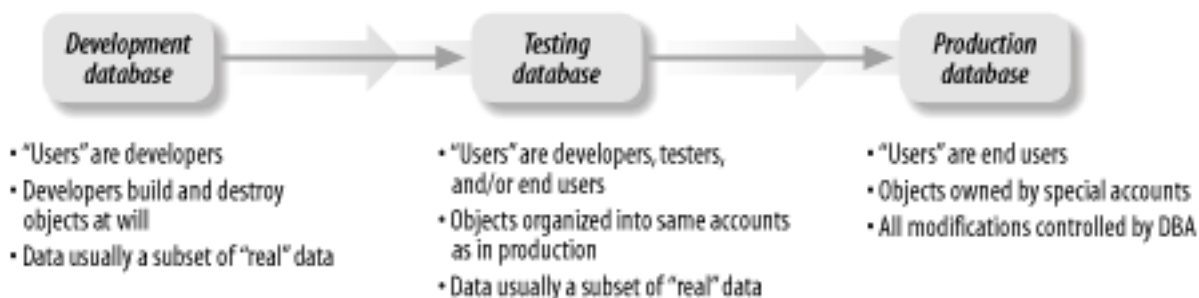 Development
database
Testing
database
Production
database
• “Users” are developers
• Developers build and destroy
objects at will
• Data usually a subset of “real” data
• “Users” are developers, testers,
and/or end users
• Objects organized into same accounts
as in production
• Data usually a subset of “real” data
• “Users” are end users
• Objects owned by special accounts
• All modifications controlled by DBA